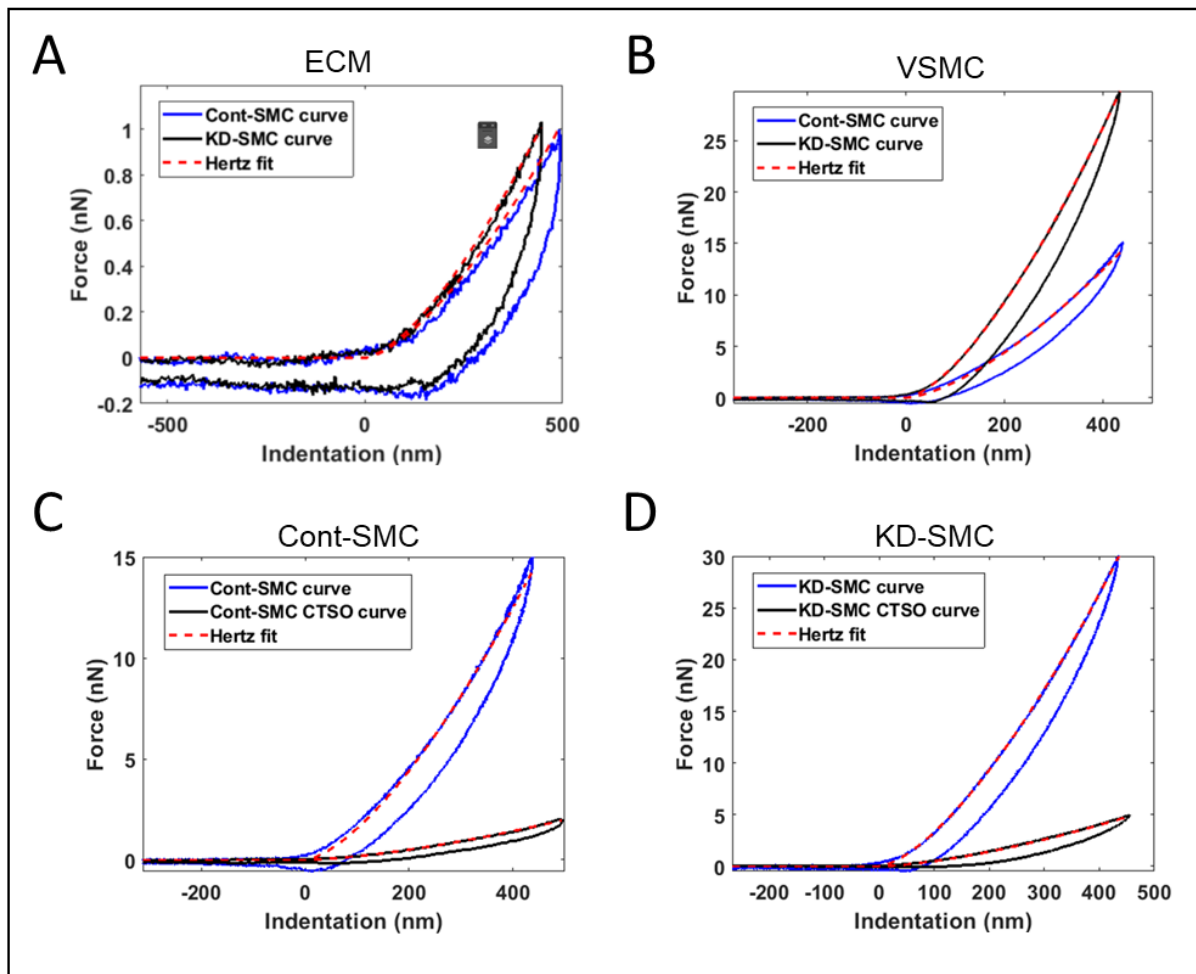 A
ECM
Cont-SMC curve
KD-SMC curve
Hertz fit
Force (nN)
1
0.8
0.6
0.4
0.2
0
-0.2
-500
0
500
Indentation (nm)
B
VSMC
Cont-SMC curve
KD-SMC curve
Hertz fit
Force (nN)
25
20
15
10
5
0
-200
0
200
400
Indentation (nm)
C
Cont-SMC
Cont-SMC curve
Cont-SMC CTSO curve
Hertz fit
Force (nN)
15
10
5
0
-200
0
200
400
Indentation (nm)
D
KD-SMC
KD-SMC curve
KD-SMC CTSO curve
Hertz fit
Force (nN)
30
25
20
15
10
5
0
-200
-100
0
100
200
300
400
500
Indentation (nm)